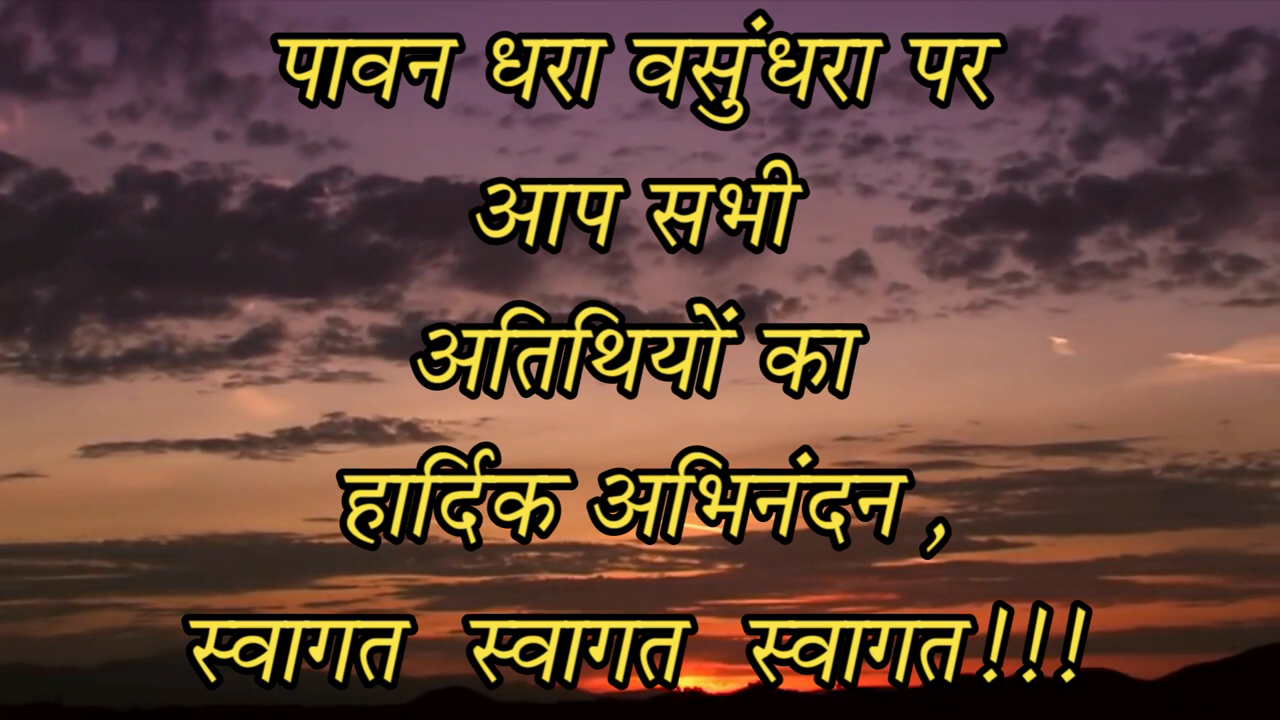 पावन धरा वसुंधरा पर
आप सभी
अतिथियों का
हार्दिक अभिनंदन ,
स्वागत स्वागत स्वागत!!!